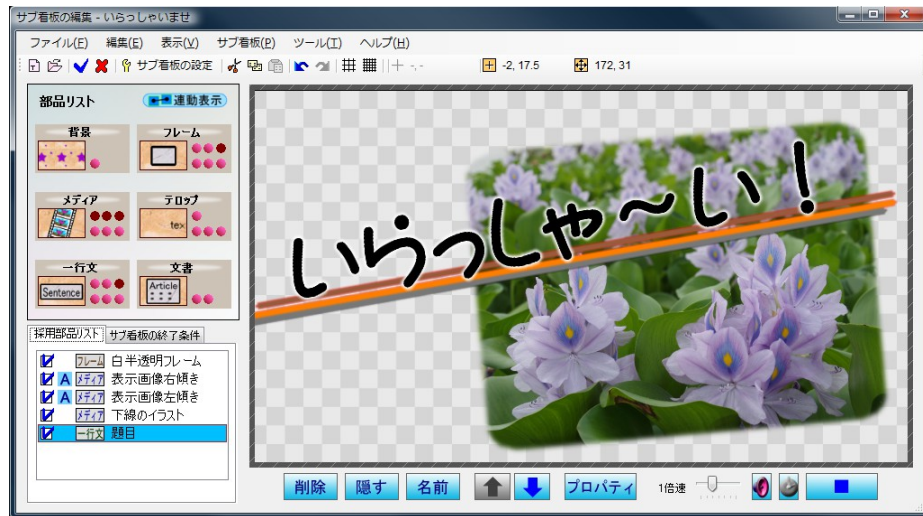 サブ看板の編集 - いらっしゃいませ
ファイル(F) 編集(E) 表示(V) サブ看板(P) ツール(T) ヘルプ(H)
サブ看板の設定 -2, 17.5 172, 31
部品リスト 連動表示
背景 フレーム
メディア テロップ
tex
一行文 文書
Sentence Article
採用部品リスト サブ看板の終了条件
フレーム 白半透明フレーム
A メディア 表示画像右傾き
A メディア 表示画像左傾き
メディア 下線のイラスト
一行文 題目
いらっしゃ~い!
削除 隠す 名前 プロパティ 1倍速